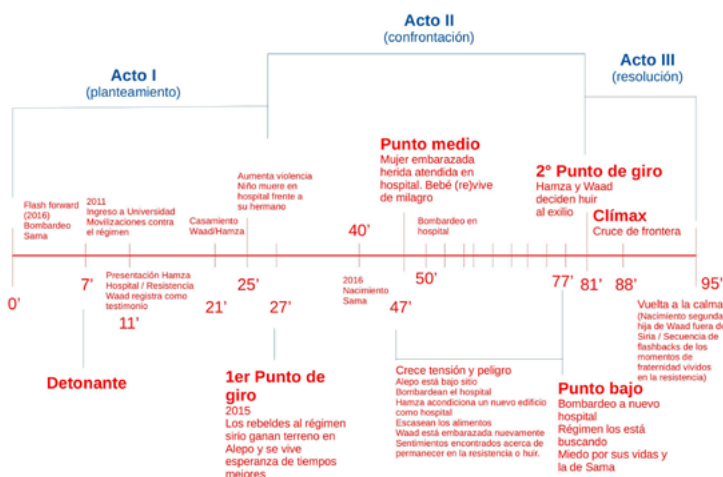 Acto II
(confrontación)
Acto I
(planteamiento)
Acto III
(resolución)
Flash forward
(2016)
Bombardeo
Sama
2011
Ingreso a Universidad
Movilizaciones contra
el régimen
Casamiento
Waad/Hamza
Aumenta violencia
Niño muere en
hospital frente a
su hermano
Punto medio
Mujer embarazada
herida atendida en
hospital. Bebé (re)vive
de milagro
Bombardeo en
hospital
2º Punto de giro
Hamza y Waad
deciden huir
al exilio
Clímax
Cruce de frontera
40’
0’
7’
Presentación Hamza
Hospital / Resistencia
Waad registra como
testimonio
11’
21’
25’
27’
2016
Nacimiento
Sama
47’
50’
77’
81’
88’
95’
Detonante
1er Punto de
giro
2015
Los rebeldes al régimen
sirio ganan terreno en
Alepo y se vive
esperanza de tiempos
mejores
Crece tensión y peligro
Alepo está bajo sitio
Bombardean el hospital
Hamza acondiciona un nuevo edificio
como hospital
Escasean los alimentos
Waad está embarazada nuevamente
Sentimientos encontrados acerca de
permanecer en la resistencia o huir.
Punto bajo
Bombardeo a nuevo
hospital
Régimen los está
buscando
Miedo por sus vidas y
la de Sama
Vuelta a la calma
(Nacimiento segunda
hija de Waad fuera de
Siria / Secuencia de
flashbacks de los
momentos de
fraternidad vividos
en la resistencia)